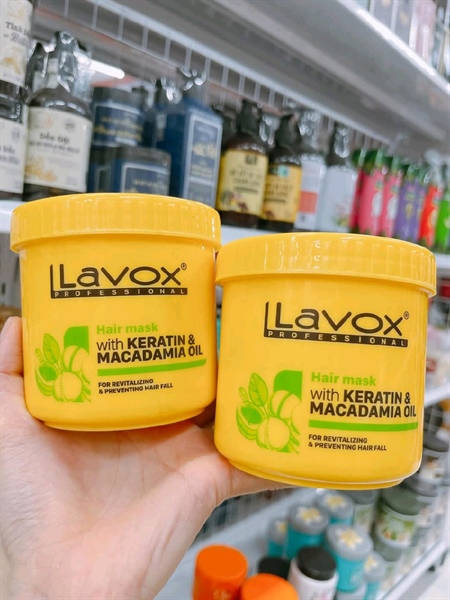 Lavox®
PROFESSIONAL
Hair mask
with KERATIN &
MACADAMIA OIL
FOR REVITALIZING
& PREVENTING HAIR FALL
Lavox®
PROFESSIONAL
Hair mask
with KERATIN &
MACADAMIA OIL
FOR REVITALIZING
& PREVENTING HAIR FALL